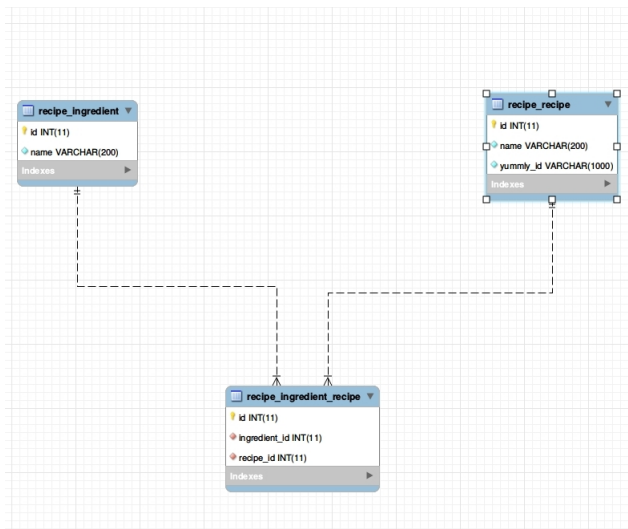 recipe_ingredient
id INT(11)
name VARCHAR(200)
Indexes
recipe_recipe
id INT(11)
name VARCHAR(200)
yummly_id VARCHAR(1000)
Indexes
recipe_ingredient_recipe
id INT(11)
ingredient_id INT(11)
recipe_id INT(11)
Indexes